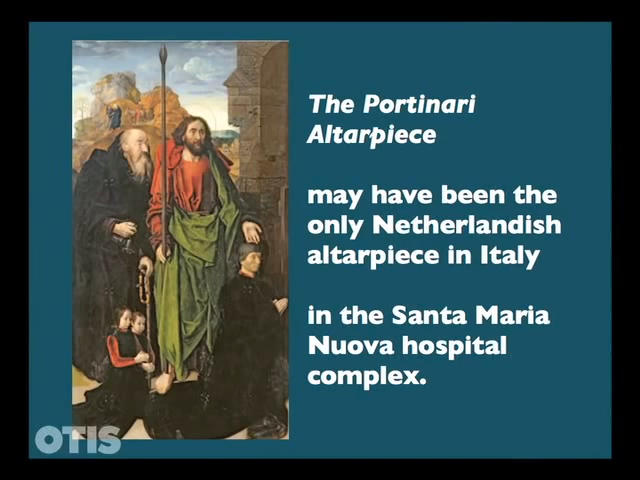 The Portinari
Altarpiece
may have been the
only Netherlandish
altarpiece in Italy
in the Santa Maria
Nuova hospital
complex.
OTIS